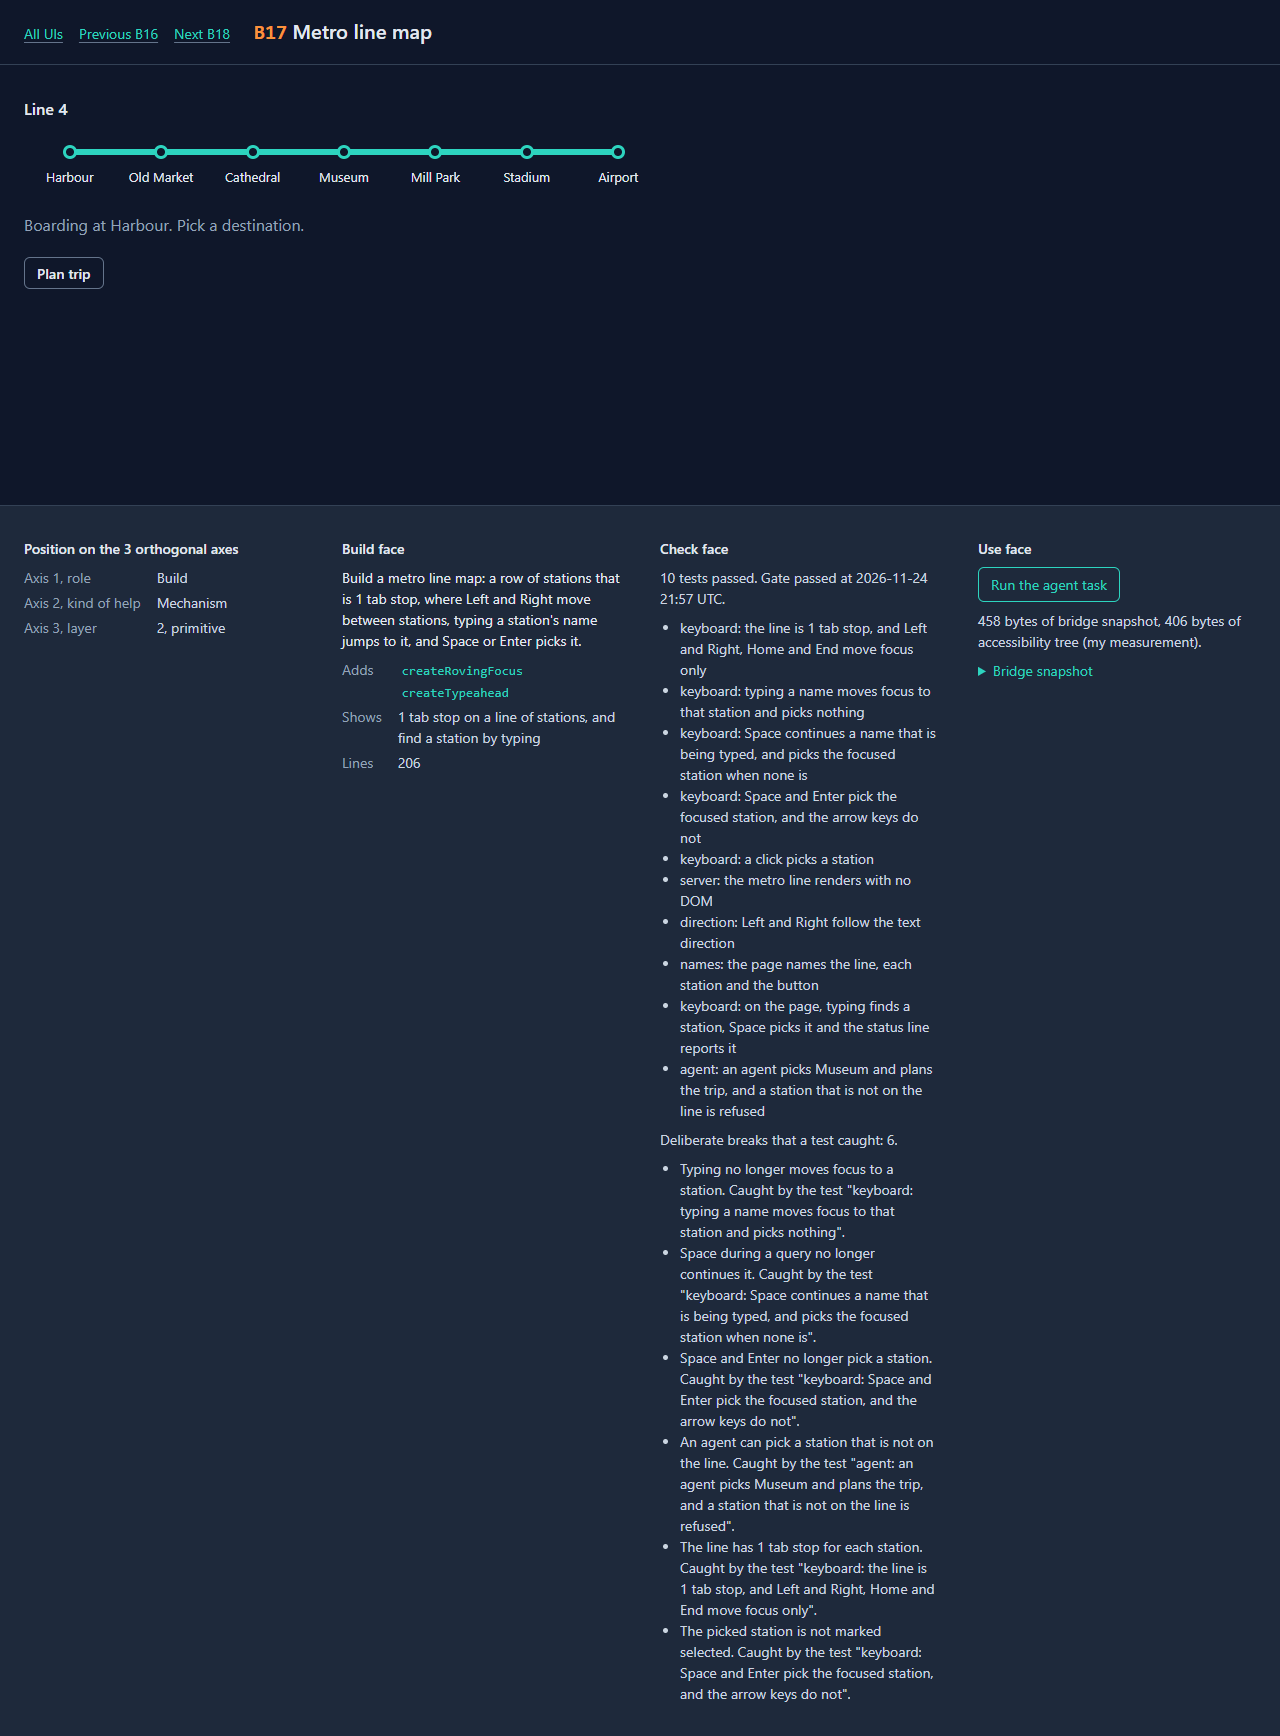 All UIs Previous B16 Next B18 B17 Metro line map
Line 4
Harbour Old Market Cathedral Museum Mill Park Stadium Airport
Boarding at Harbour. Pick a destination.
Plan trip
Position on the 3 orthogonal axes
Axis 1, role Build
Axis 2, kind of help Mechanism
Axis 3, layer 2, primitive
Build face
Build a metro line map: a row of stations that
is 1 tab stop, where Left and Right move
between stations, typing a station's name
jumps to it, and Space or Enter picks it.
Adds createRovingFocus
createTypeahead
Shows 1 tab stop on a line of stations, and
find a station by typing
Lines 206
Check face
10 tests passed. Gate passed at 2026-11-24
21:57 UTC.
• keyboard: the line is 1 tab stop, and Left
and Right, Home and End move focus
only
• keyboard: typing a name moves focus to
that station and picks nothing
• keyboard: Space continues a name that is
being typed, and picks the focused
station when none is
• keyboard: Space and Enter pick the
focused station, and the arrow keys do
not
• keyboard: a click picks a station
• server: the metro line renders with no
DOM
• direction: Left and Right follow the text
direction
• names: the page names the line, each
station and the button
• keyboard: on the page, typing finds a
station, Space picks it and the status line
reports it
• agent: an agent picks Museum and plans
the trip, and a station that is not on the
line is refused
Deliberate breaks that a test caught: 6.
• Typing no longer moves focus to a
station. Caught by the test "keyboard:
typing a name moves focus to that
station and picks nothing".
• Space during a query no longer
continues it. Caught by the test
"keyboard: Space continues a name that
is being typed, and picks the focused
station when none is".
• Space and Enter no longer pick a station.
Caught by the test "keyboard: Space and
Enter pick the focused station, and the
arrow keys do not".
• An agent can pick a station that is not on
the line. Caught by the test "agent: an
agent picks Museum and plans the trip,
and a station that is not on the line is
refused".
• The line has 1 tab stop for each station.
Caught by the test "keyboard: the line is
1 tab stop, and Left and Right, Home and
End move focus only".
• The picked station is not marked
selected. Caught by the test "keyboard:
Space and Enter pick the focused station,
and the arrow keys do not".
Use face
Run the agent task
458 bytes of bridge snapshot, 406 bytes of
accessibility tree (my measurement).
▶ Bridge snapshot